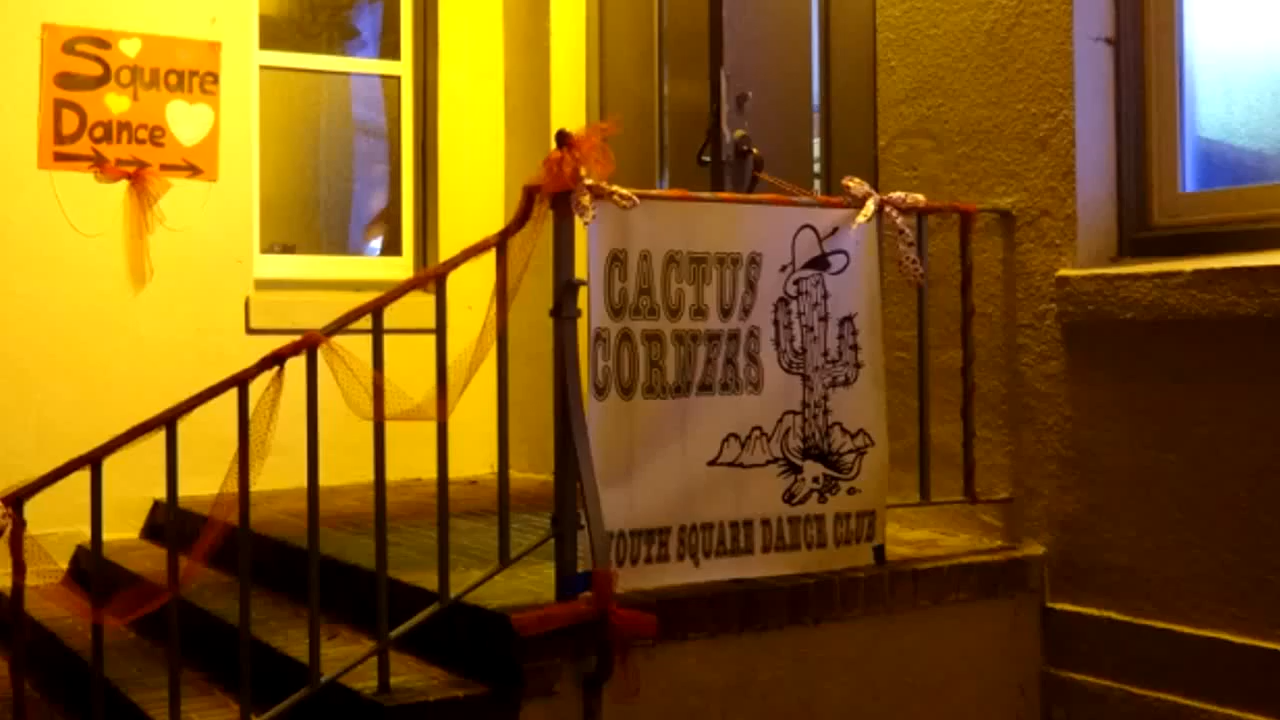 Square
Dance
CACTUS
CORNERS
YOUTH SQUARE DANCE CLUB